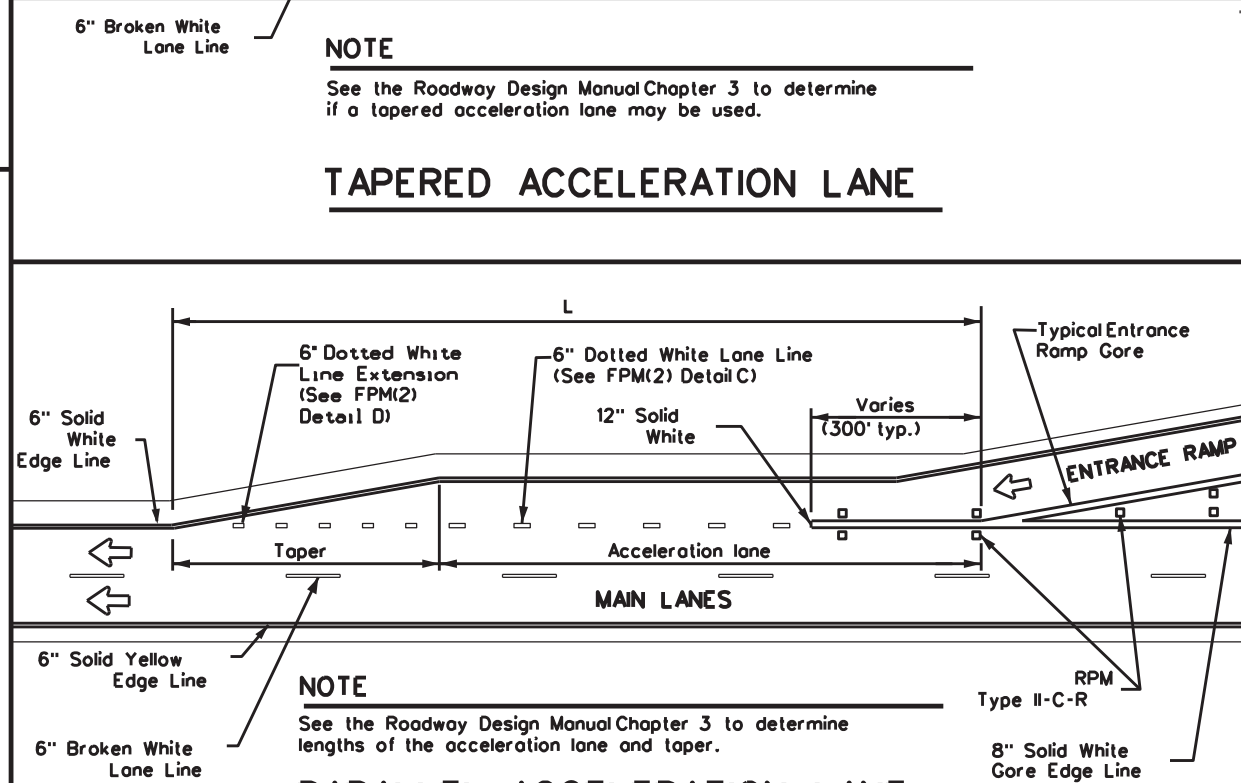 6" Broken White
Lane Line
NOTE
See the Roadway Design Manual Chapter 3 to determine
if a tapered acceleration lane may be used.
TAPERED ACCELERATION LANE
L
6" Dotted White
Line Extension
(See FPM(2)
Detail D)
6" Dotted White Lane Line
(See FPM(2) Detail C)
Typical Entrance
Ramp Gore
6" Solid
White
Edge Line
12" Solid
White
Varies
(300' typ.)
ENTRANCE RAMP
Taper
Acceleration lane
MAIN LANES
6" Solid Yellow
Edge Line
RPM
Type II-C-R
NOTE
See the Roadway Design Manual Chapter 3 to determine
lengths of the acceleration lane and taper.
6" Broken White
Lane Line
8" Solid White
Gore Edge Line